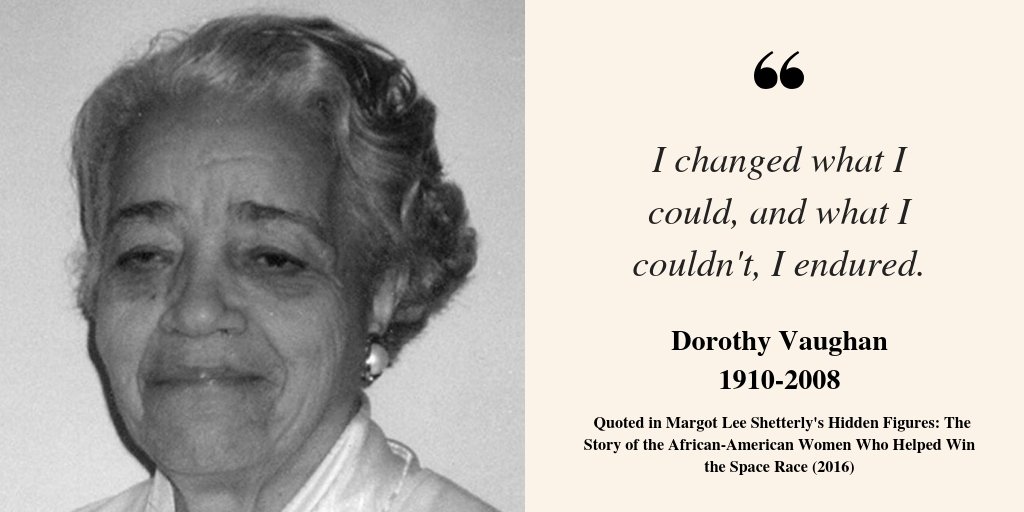 “
I changed what I
could, and what I
couldn't, I endured.
Dorothy Vaughan
1910-2008
Quoted in Margot Lee Shetterly's Hidden Figures: The
Story of the African-American Women Who Helped Win
the Space Race (2016)